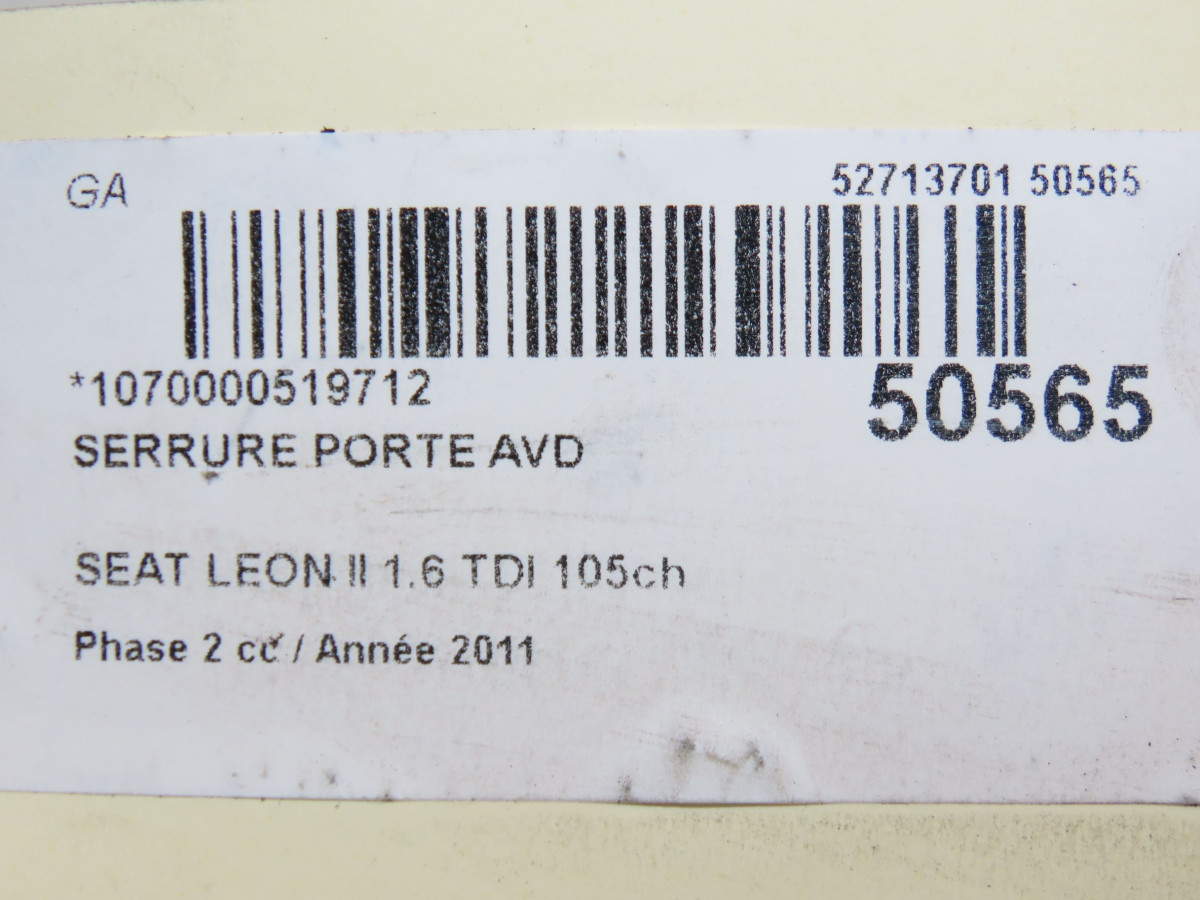 GA
52713701 50565
*1070000519712
50565
SERRURE PORTE AVD
SEAT LEON II 1.6 TDI 105ch
Phase 2 cc / Année 2011